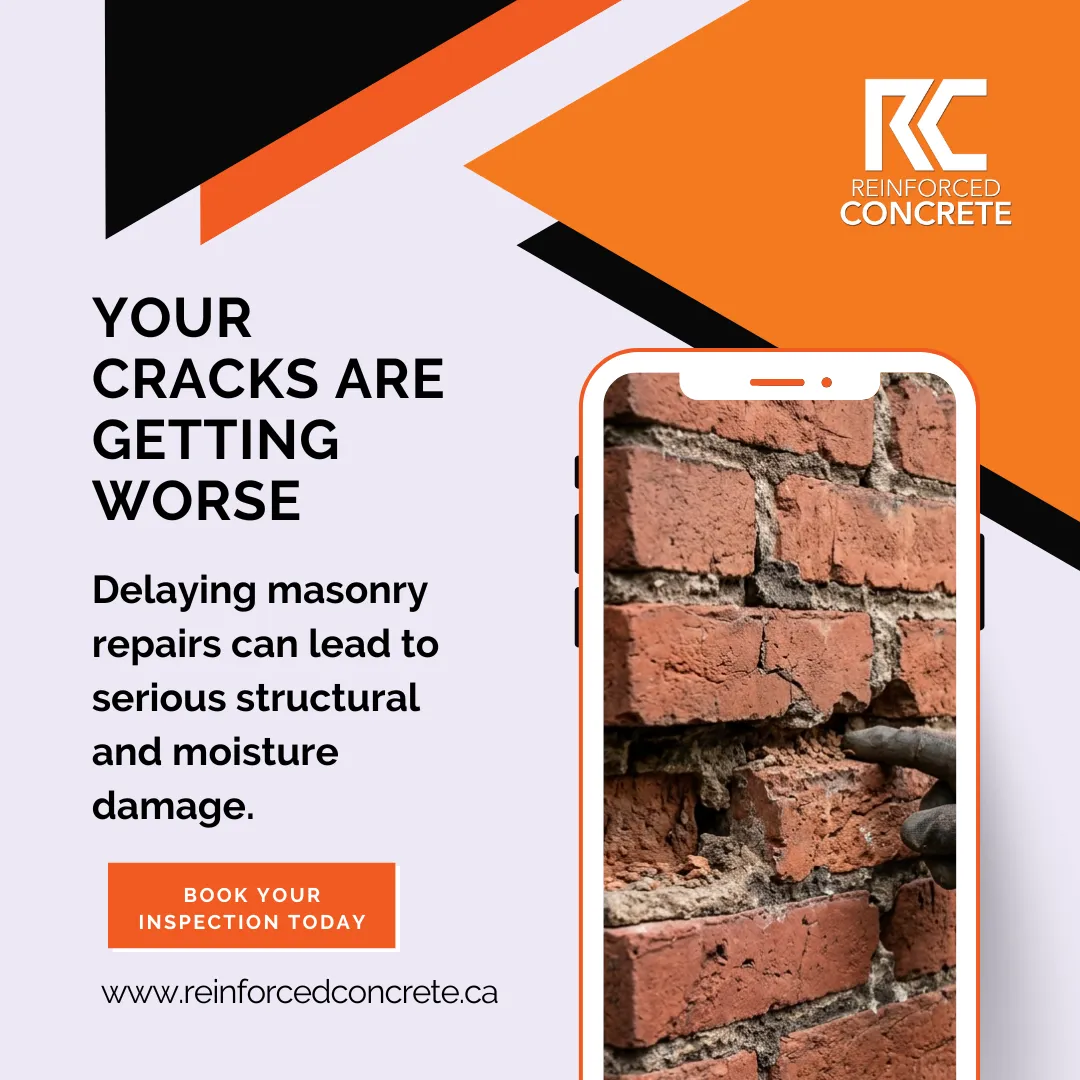 RC
REINFORCED
CONCRETE
YOUR
CRACKS ARE
GETTING
WORSE
Delaying masonry
repairs can lead to
serious structural
and moisture
damage.
BOOK YOUR
INSPECTION TODAY
www.reinforcedconcrete.ca